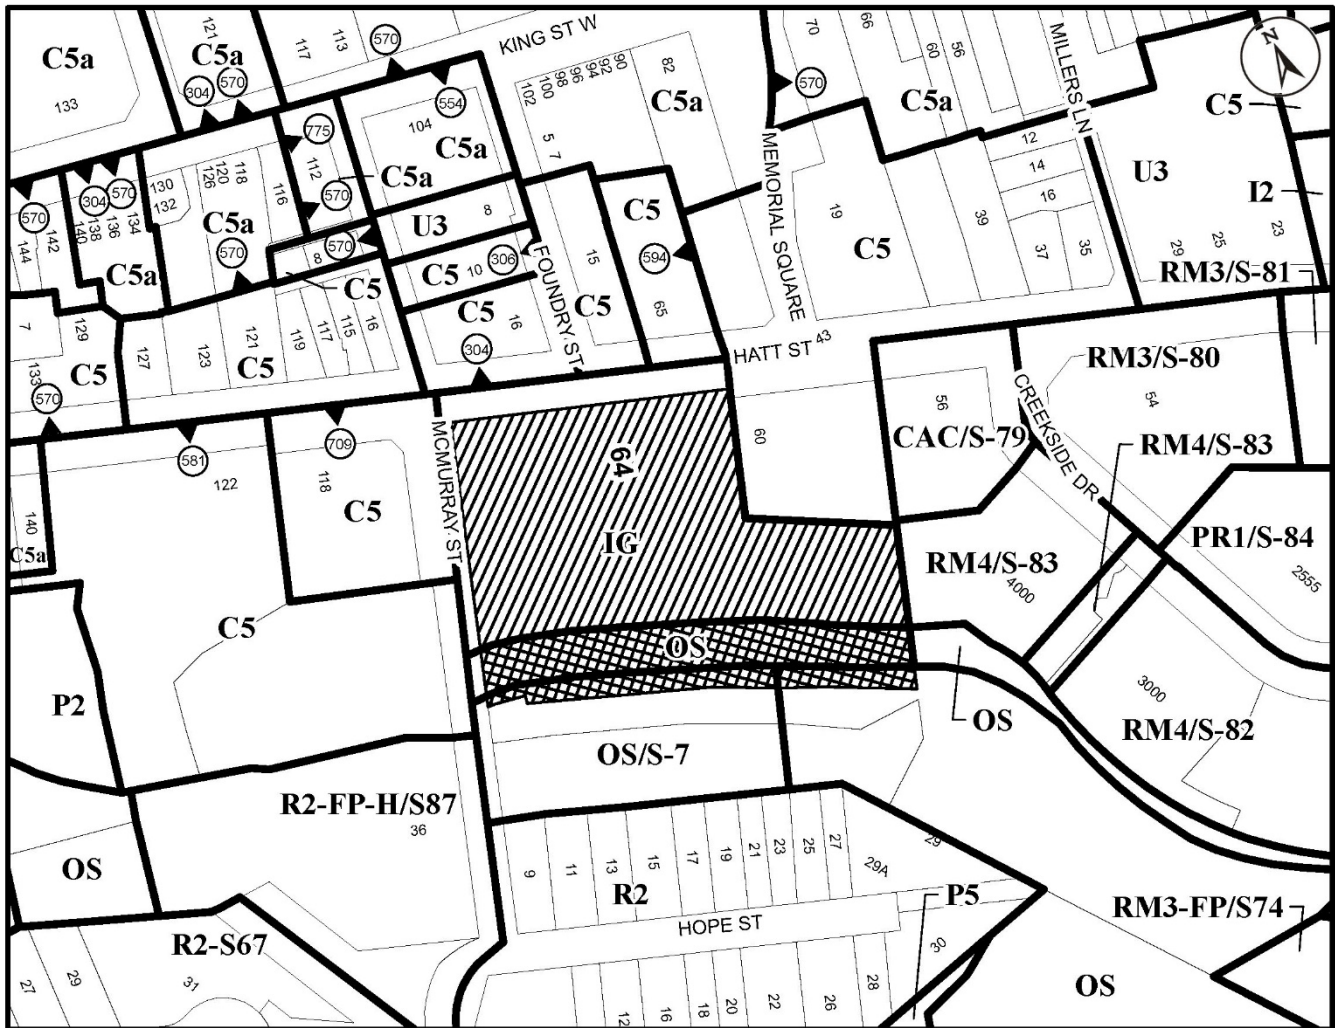 KING ST W
C5a
133
121
C5a
304
570
117
113
570
554
104
C5a
102
100
98
96
94
92
90
82
C5a
5
7
70
66
60
56
570
C5a
MILLERS LN
N
C5
12
14
16
U3
I2
MEMORIAL SQUARE
19
C5
39
37
35
29
25
23
RM3/S-81
775
112
C5a
570
130
132
126
120
118
116
C5a
570
304
570
140
138
136
134
C5a
570
144
142
U3
8
570
8
C5
C5
10
306
FOUNDRY ST
15
C5
C5
594
65
HATT ST
43
C5
16
304
7
129
133
C5
570
127
123
121
C5
119
117
115
16
MCMURRAY ST
64
IG
OS
60
56
CAC/S-79
CREEKSIDE DR
RM3/S-80
54
RM4/S-83
PR1/S-84
2555
RM4/S-83
4000
3000
RM4/S-82
OS
581
122
709
118
C5
140
C5a
C5
P2
OS/S-7
R2-FP-H/S87
36
OS
R2-S67
27
29
31
9
11
13
15
17
19
21
23
25
27
29A
29
R2
HOPE ST
P5
30
12
16
18
20
22
26
28
RM3-FP/S74
OS